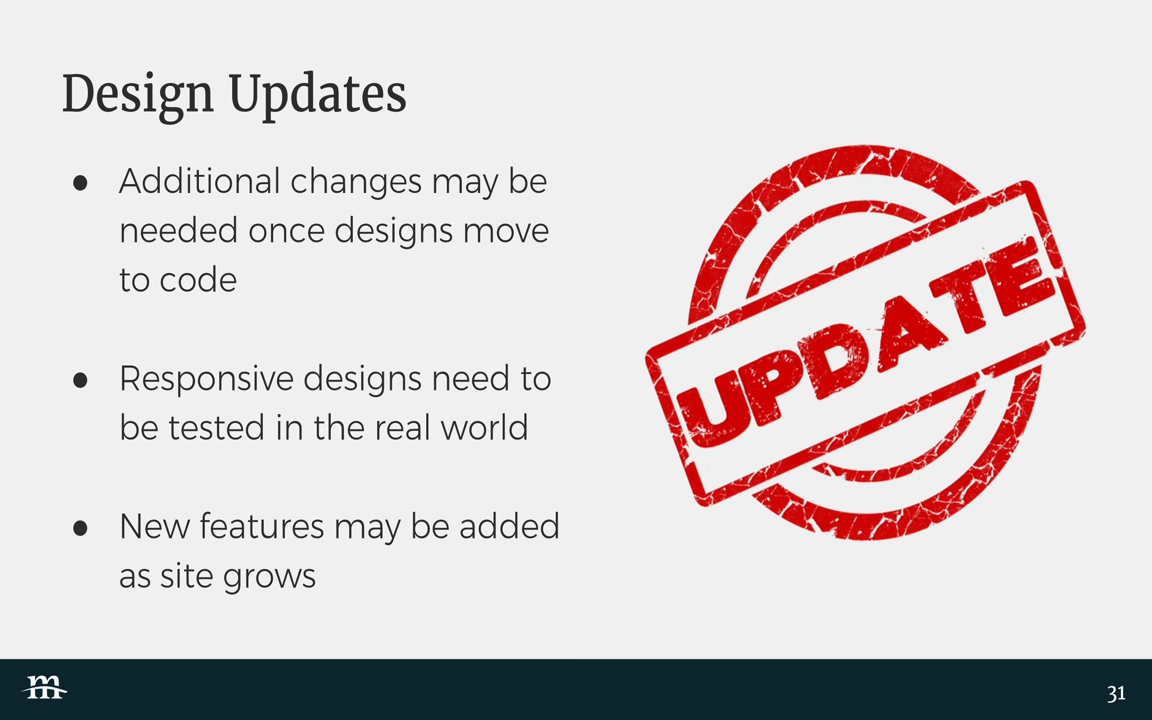 Design Updates
● Additional changes may be
needed once designs move
to code
● Responsive designs need to
be tested in the real world
● New features may be added
as site grows
UPDATE
m
31